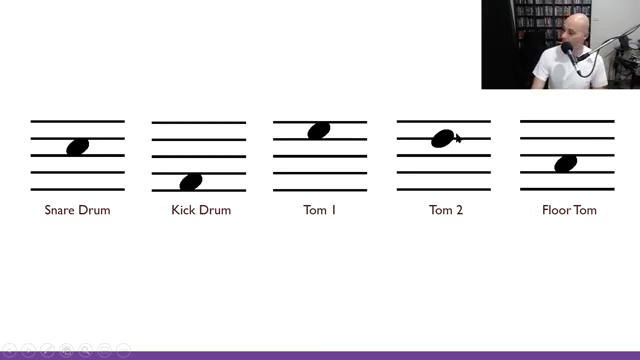 Snare Drum
Kick Drum
Tom 1
Tom 2
Floor Tom